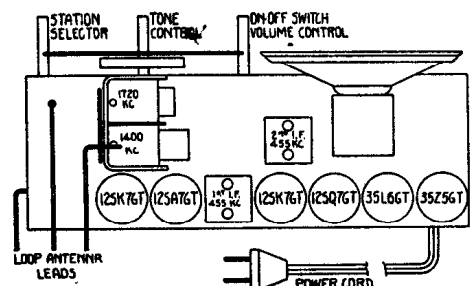 STATION
SELECTOR
TONE
CONTROL
ON-OFF SWITCH
VOLUME CONTROL
1720
KC
1400
KC
2ND I.F.
455 KC
12SK7GT
12SA7GT
1ST I.F.
455 KC
12SK7GT
12SQ7GT
35L6GT
35Z5GT
LOOP ANTENNA
LEADS
POWER CORD